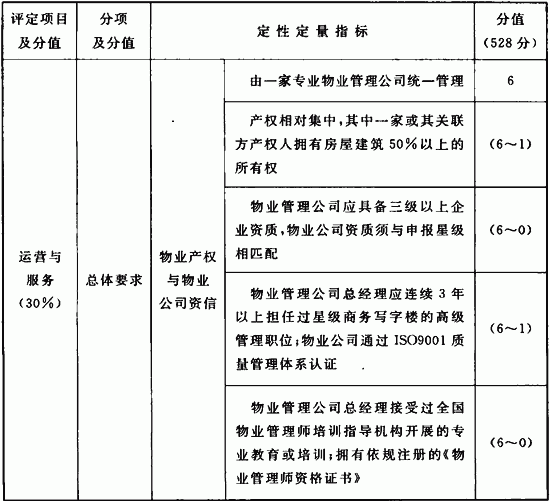 评定项目及分值
分项及分值
定性定量指标
分值
(528分)
运营与服务
(30%)
总体要求
物业产权与物业公司资信
由一家专业物业管理公司统一管理
6
产权相对集中,其中一家或其关联
方产权人拥有房屋建筑50%以上的
所有权
(6～1)
物业管理公司应具备三级以上企
业资质,物业公司资质须与申报星级
相匹配
(6～0)
物业管理公司总经理应连续3年
以上担任过星级商务写字楼的高级
管理职位;物业公司通过ISO9001质
量管理体系认证
(6～1)
物业管理公司总经理接受过全国
物业管理师培训指导机构开展的专
业教育或培训;拥有依规注册的《物
业管理师资格证书》
(6～0)